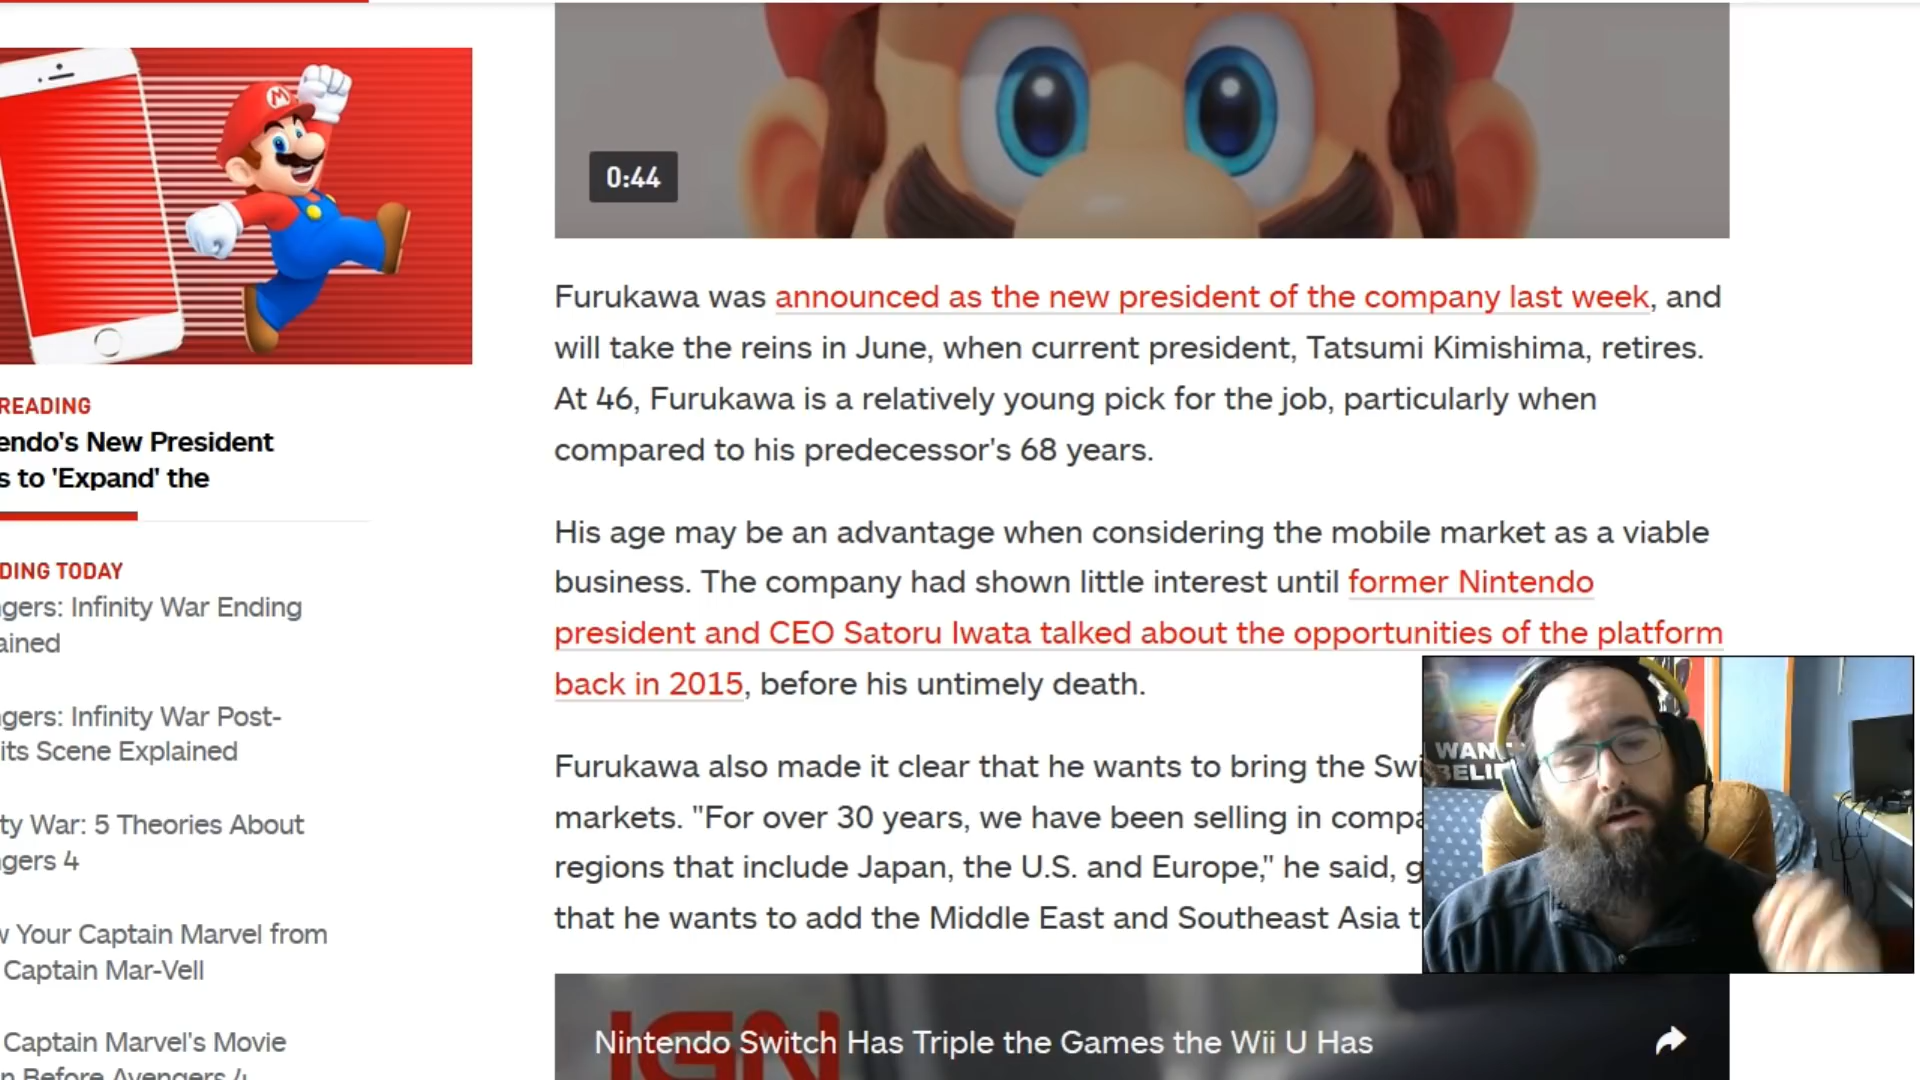 0:44
READING
endo's New President
s to 'Expand' the
DING TODAY
gers: Infinity War Ending
ained
gers: Infinity War Post-
its Scene Explained
ty War: 5 Theories About
gers 4
w Your Captain Marvel from
Captain Mar-Vell
Captain Marvel's Movie
n Before Avengers 4
Furukawa was announced as the new president of the company last week, and
will take the reins in June, when current president, Tatsumi Kimishima, retires.
At 46, Furukawa is a relatively young pick for the job, particularly when
compared to his predecessor's 68 years.
His age may be an advantage when considering the mobile market as a viable
business. The company had shown little interest until former Nintendo
president and CEO Satoru Iwata talked about the opportunities of the platform
back in 2015, before his untimely death.
Furukawa also made it clear that he wants to bring the Swi
markets. "For over 30 years, we have been selling in compa
regions that include Japan, the U.S. and Europe," he said, g
that he wants to add the Middle East and Southeast Asia t
WANT
BELI
IGN
Nintendo Switch Has Triple the Games the Wii U Has